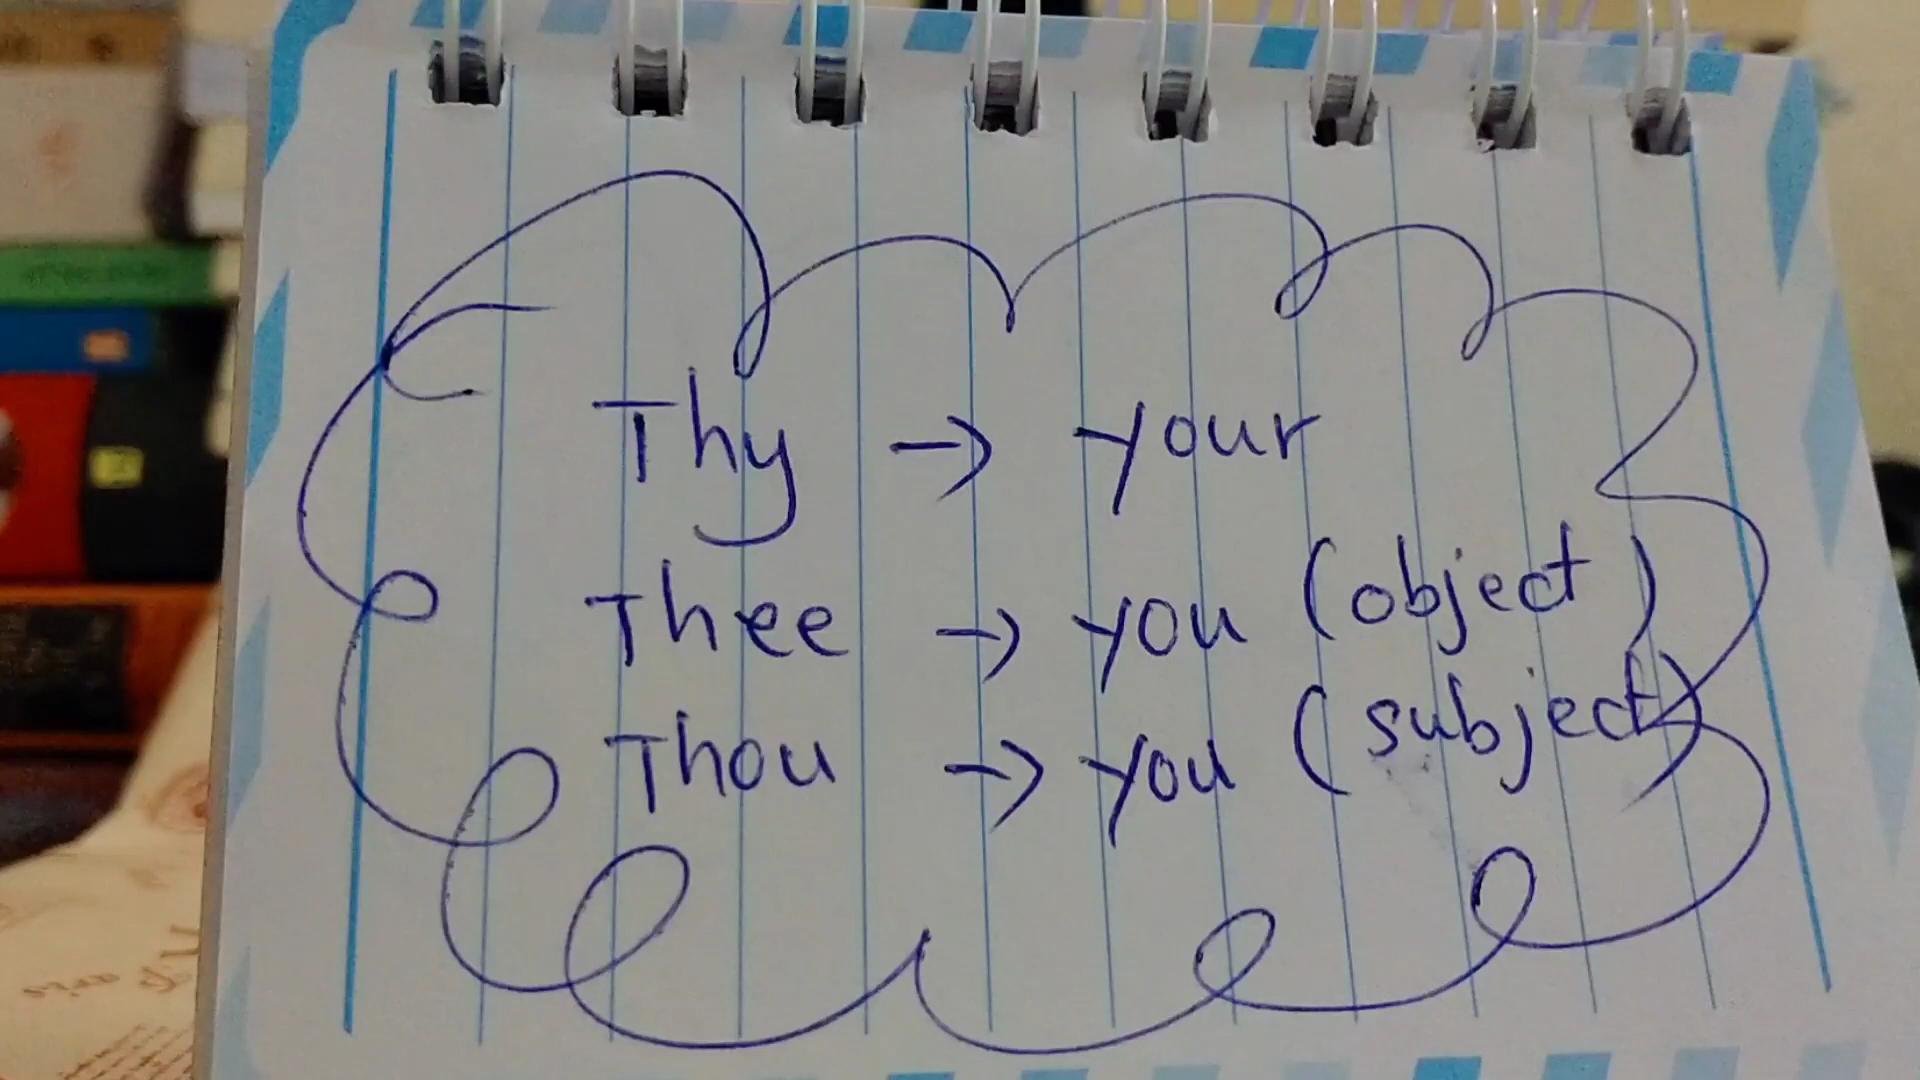 Thy → your
Thee → you (object)
Thou → you (subject)